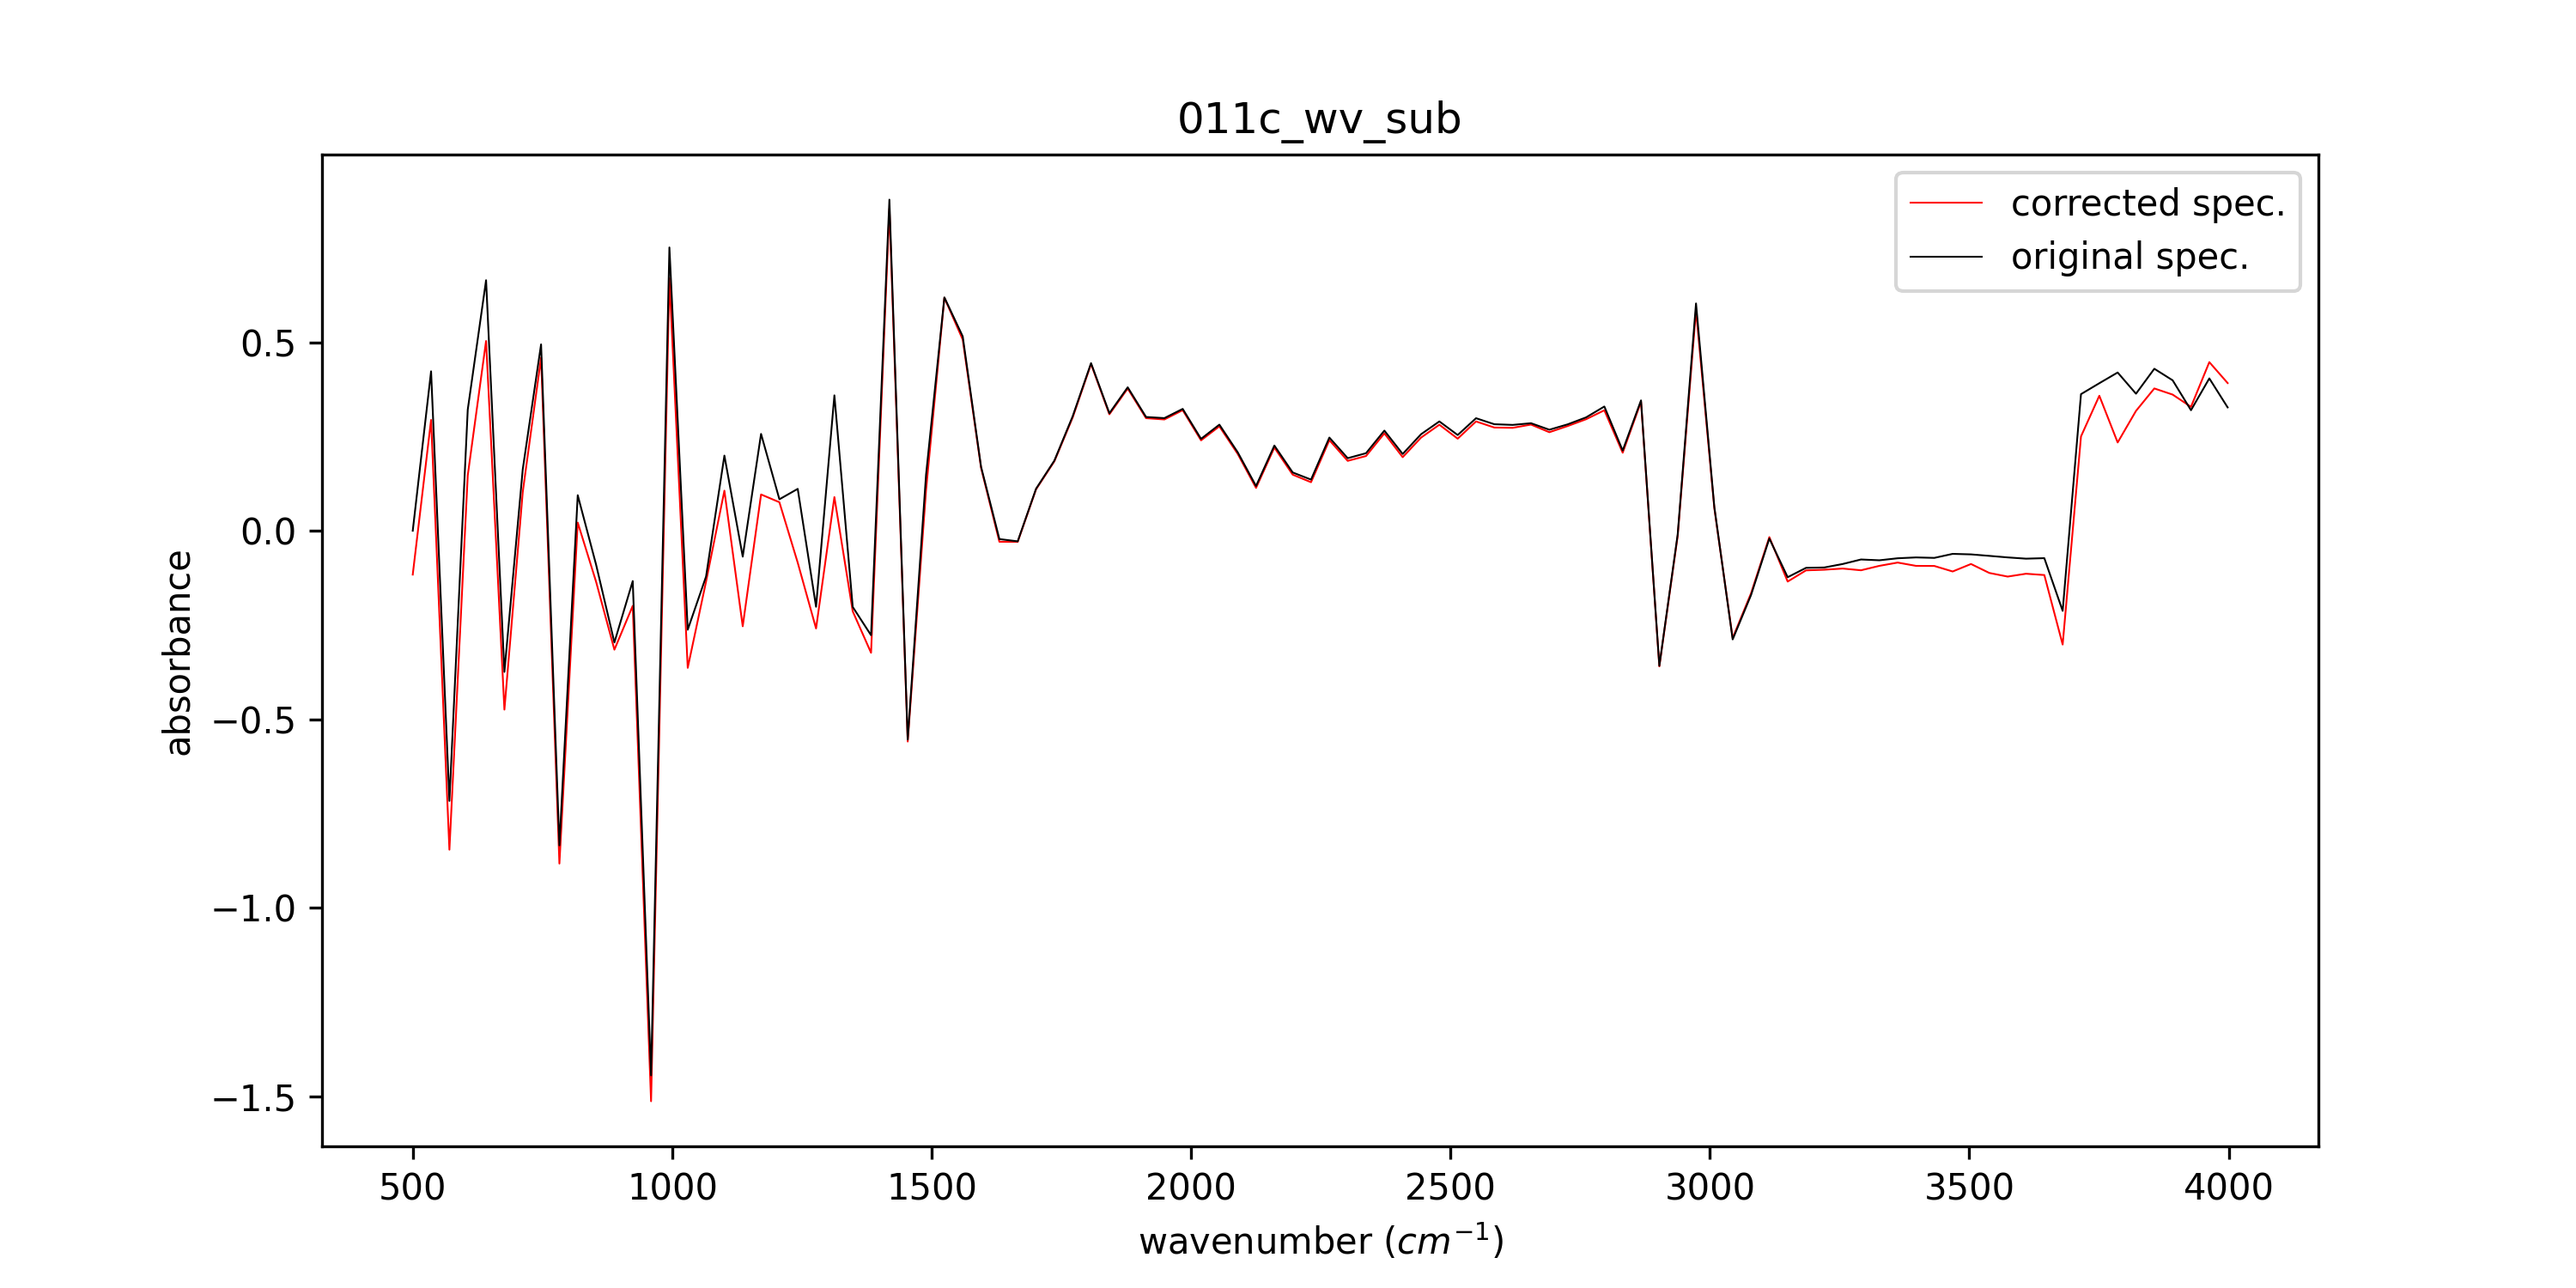 011c_wv_sub
corrected spec.
original spec.
absorbance
0.5
0.0
−0.5
−1.0
−1.5
500 1000 1500 2000 2500 3000 3500 4000
wavenumber (cm⁻¹)